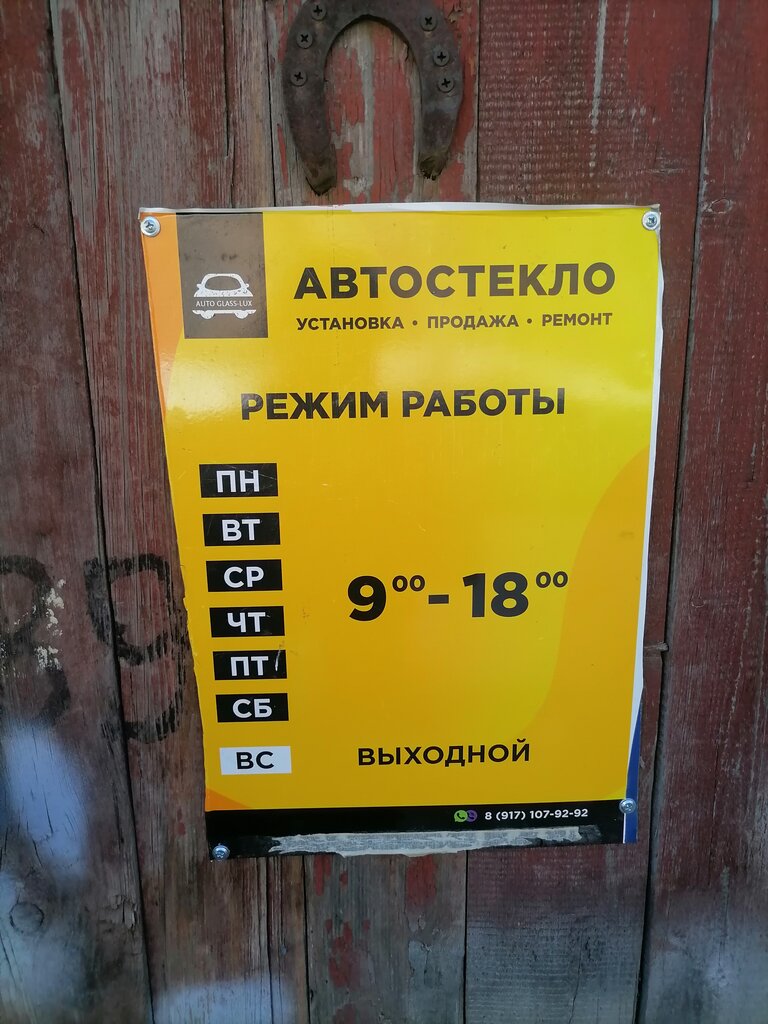 AUTO GLASS-LUX
АВТОСТЕКЛО
УСТАНОВКА • ПРОДАЖА • РЕМОНТ
РЕЖИМ РАБОТЫ
ПН
ВТ
СР
9⁰⁰ - 18⁰⁰
ЧТ
ПТ
СБ
ВС ВЫХОДНОЙ
8 (917) 107-92-92
39